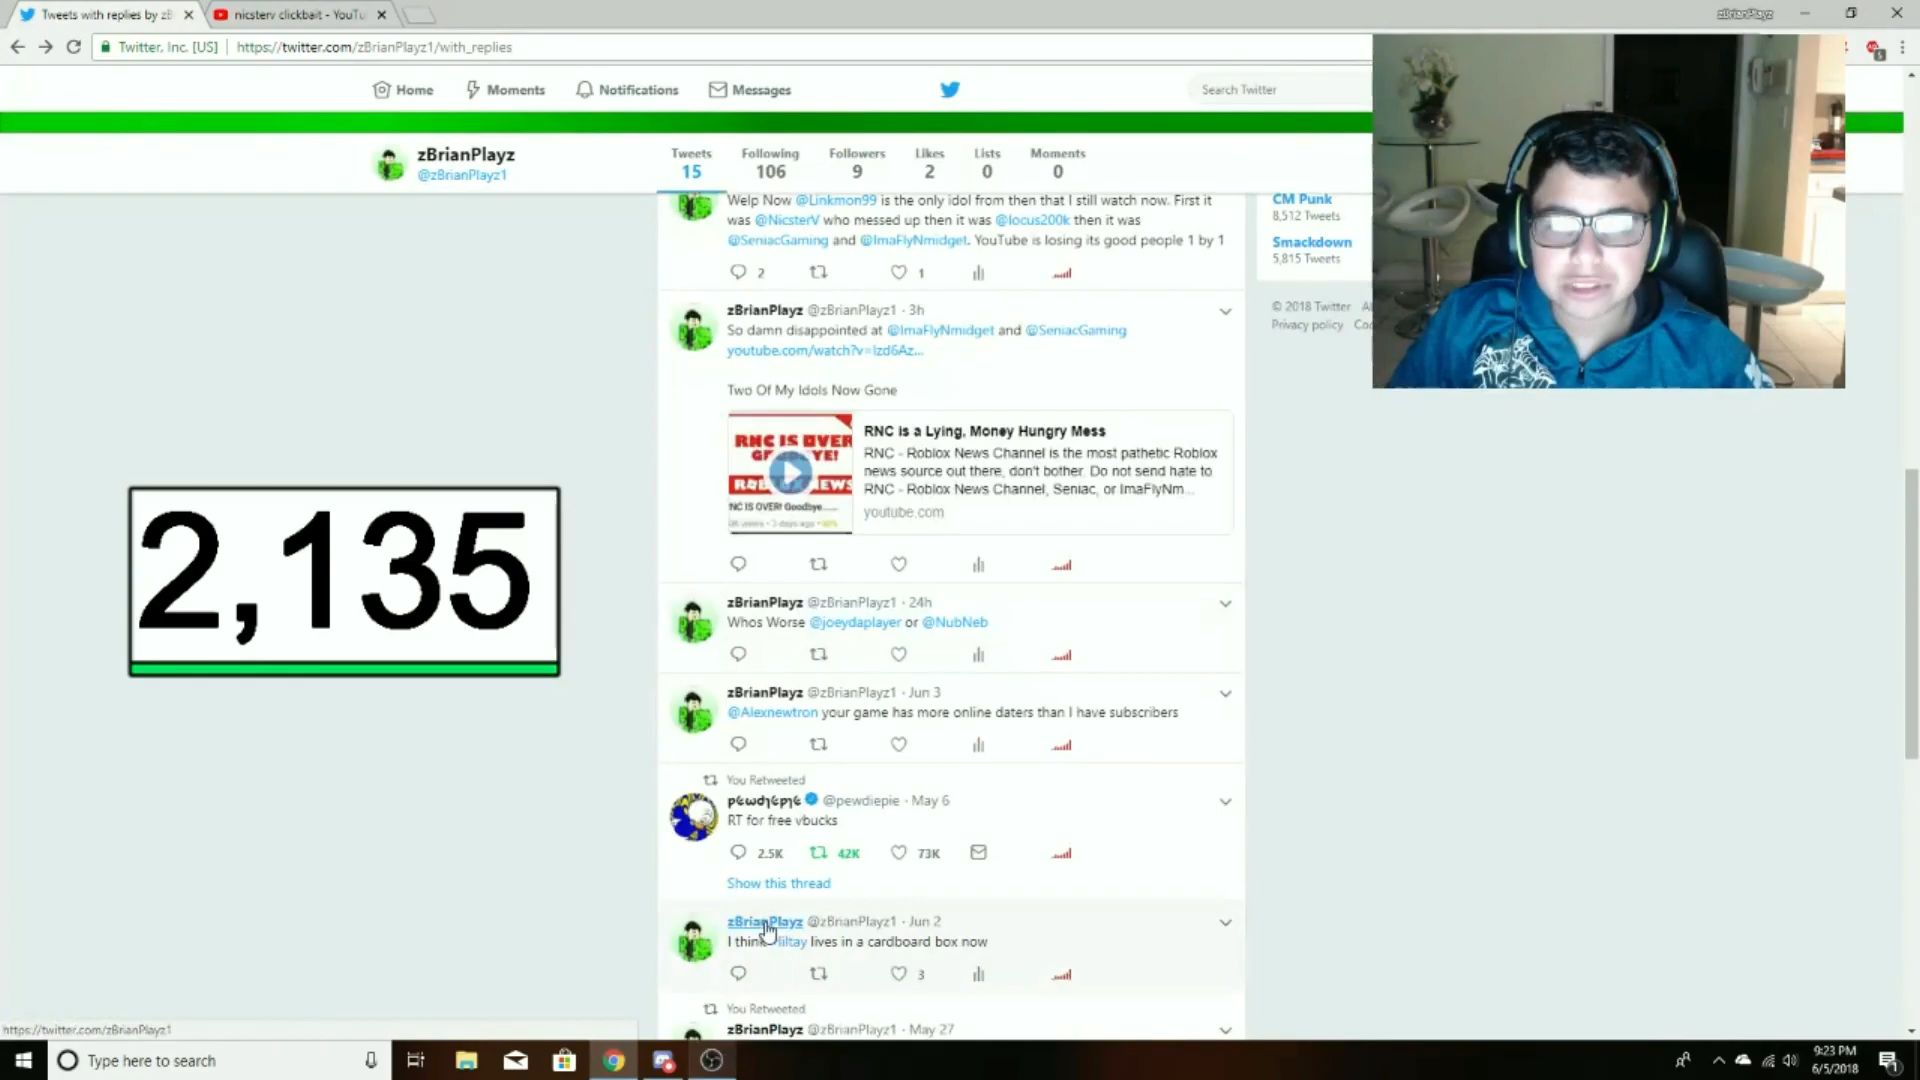 Tweets with replies by zB
nicsterv clickbait - YouTu
zBrianPlayz
Twitter, Inc. [US]
https://twitter.com/zBrianPlayz1/with_replies
Home
Moments
Notifications
Messages
Search Twitter
zBrianPlayz
@zBrianPlayz1
Tweets
15
Following
106
Followers
9
Likes
2
Lists
0
Moments
0
Welp Now @Linkmon99 is the only idol from then that I still watch now. First it
was @NicsterV who messed up then it was @locus200k then it was
@SeniacGaming and @ImaFlyNmidget. YouTube is losing its good people 1 by 1
2
1
CM Punk
8,512 Tweets
Smackdown
5,815 Tweets
© 2018 Twitter
Privacy policy
zBrianPlayz @zBrianPlayz1 · 3h
So damn disappointed at @ImaFlyNmidget and @SeniacGaming
youtube.com/watch?v=Izd6Az...
Two Of My Idols Now Gone
RNC IS OVER
RNC is a Lying, Money Hungry Mess
RNC - Roblox News Channel is the most pathetic Roblox
news source out there, don't bother. Do not send hate to
RNC - Roblox News Channel, Seniac, or ImaFlyNm...
youtube.com
NC IS OVER! Goodbye......
2,135
zBrianPlayz @zBrianPlayz1 · 24h
Whos Worse @joeydaplayer or @NubNeb
zBrianPlayz @zBrianPlayz1 · Jun 3
@Alexnewtron your game has more online daters than I have subscribers
You Retweeted
@pewdiepie · May 6
RT for free vbucks
2.5K
42K
73K
Show this thread
zBrianPlayz @zBrianPlayz1 · Jun 2
I think liltay lives in a cardboard box now
3
You Retweeted
zBrianPlayz @zBrianPlayz1 · May 27
https://twitter.com/zBrianPlayz1
Type here to search
9:23 PM
6/5/2018